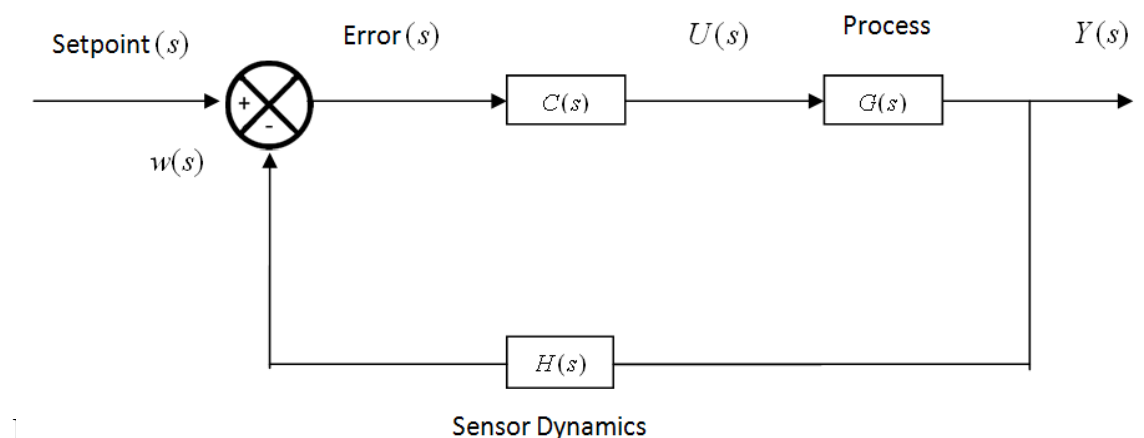 Setpoint(s)
Error(s)
U(s)
Process
Y(s)
+
-
C(s)
G(s)
w(s)
H(s)
Sensor Dynamics